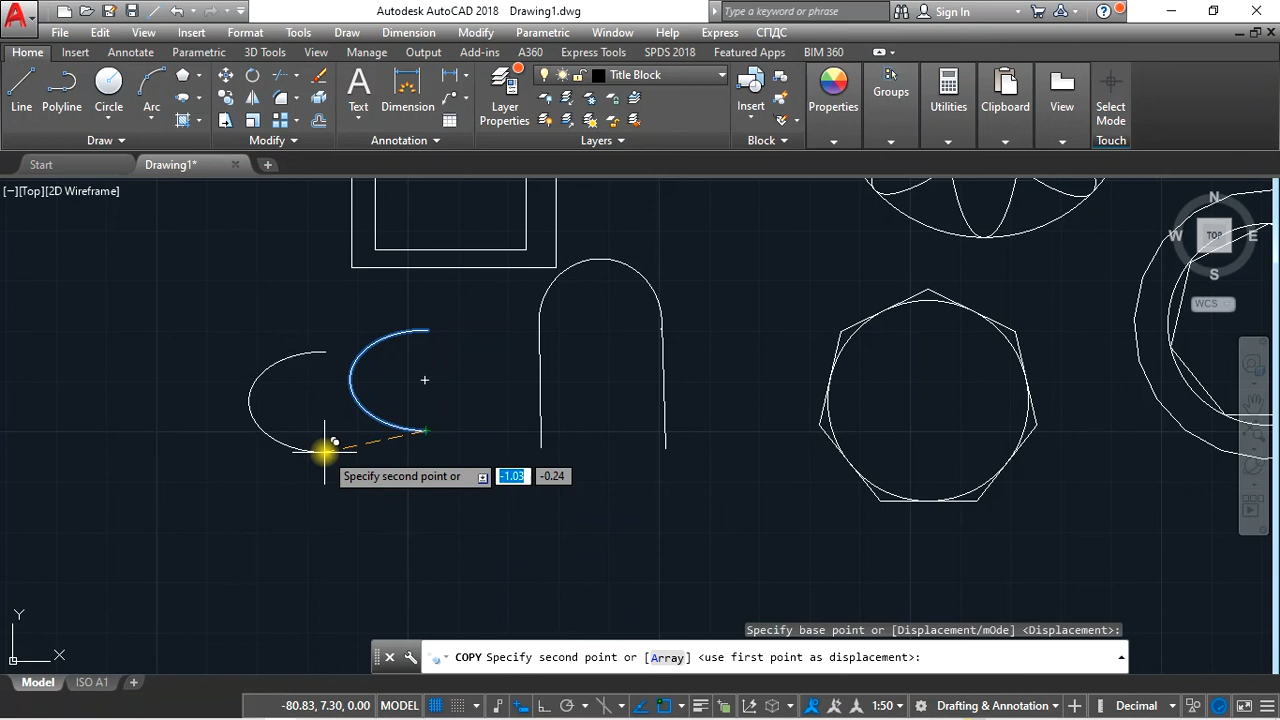 Autodesk AutoCAD 2018 Drawing1.dwg
Type a keyword or phrase
Sign In
File Edit View Insert Format Tools Draw Dimension Modify Parametric Window Help Express СПДС
Home Insert Annotate Parametric 3D Tools View Manage Output Add-ins A360 Express Tools SPDS 2018 Featured Apps BIM 360
Title Block
Line Polyline Circle Arc
Text Dimension
Layer Properties
Insert
Properties Groups Utilities Clipboard View
Select Mode
Draw Modify Annotation Layers Block Touch
Start Drawing1*
[−][Top][2D Wireframe]
N
W TOP E
S
WCS
Specify second point or -1.03 -0.24
Y
X
Specify base point or [Displacement/mOde] <Displacement>:
COPY Specify second point or [Array] <use first point as displacement>:
Model ISO A1
-80.83, 7.30, 0.00 MODEL 1:50 Drafting & Annotation Decimal